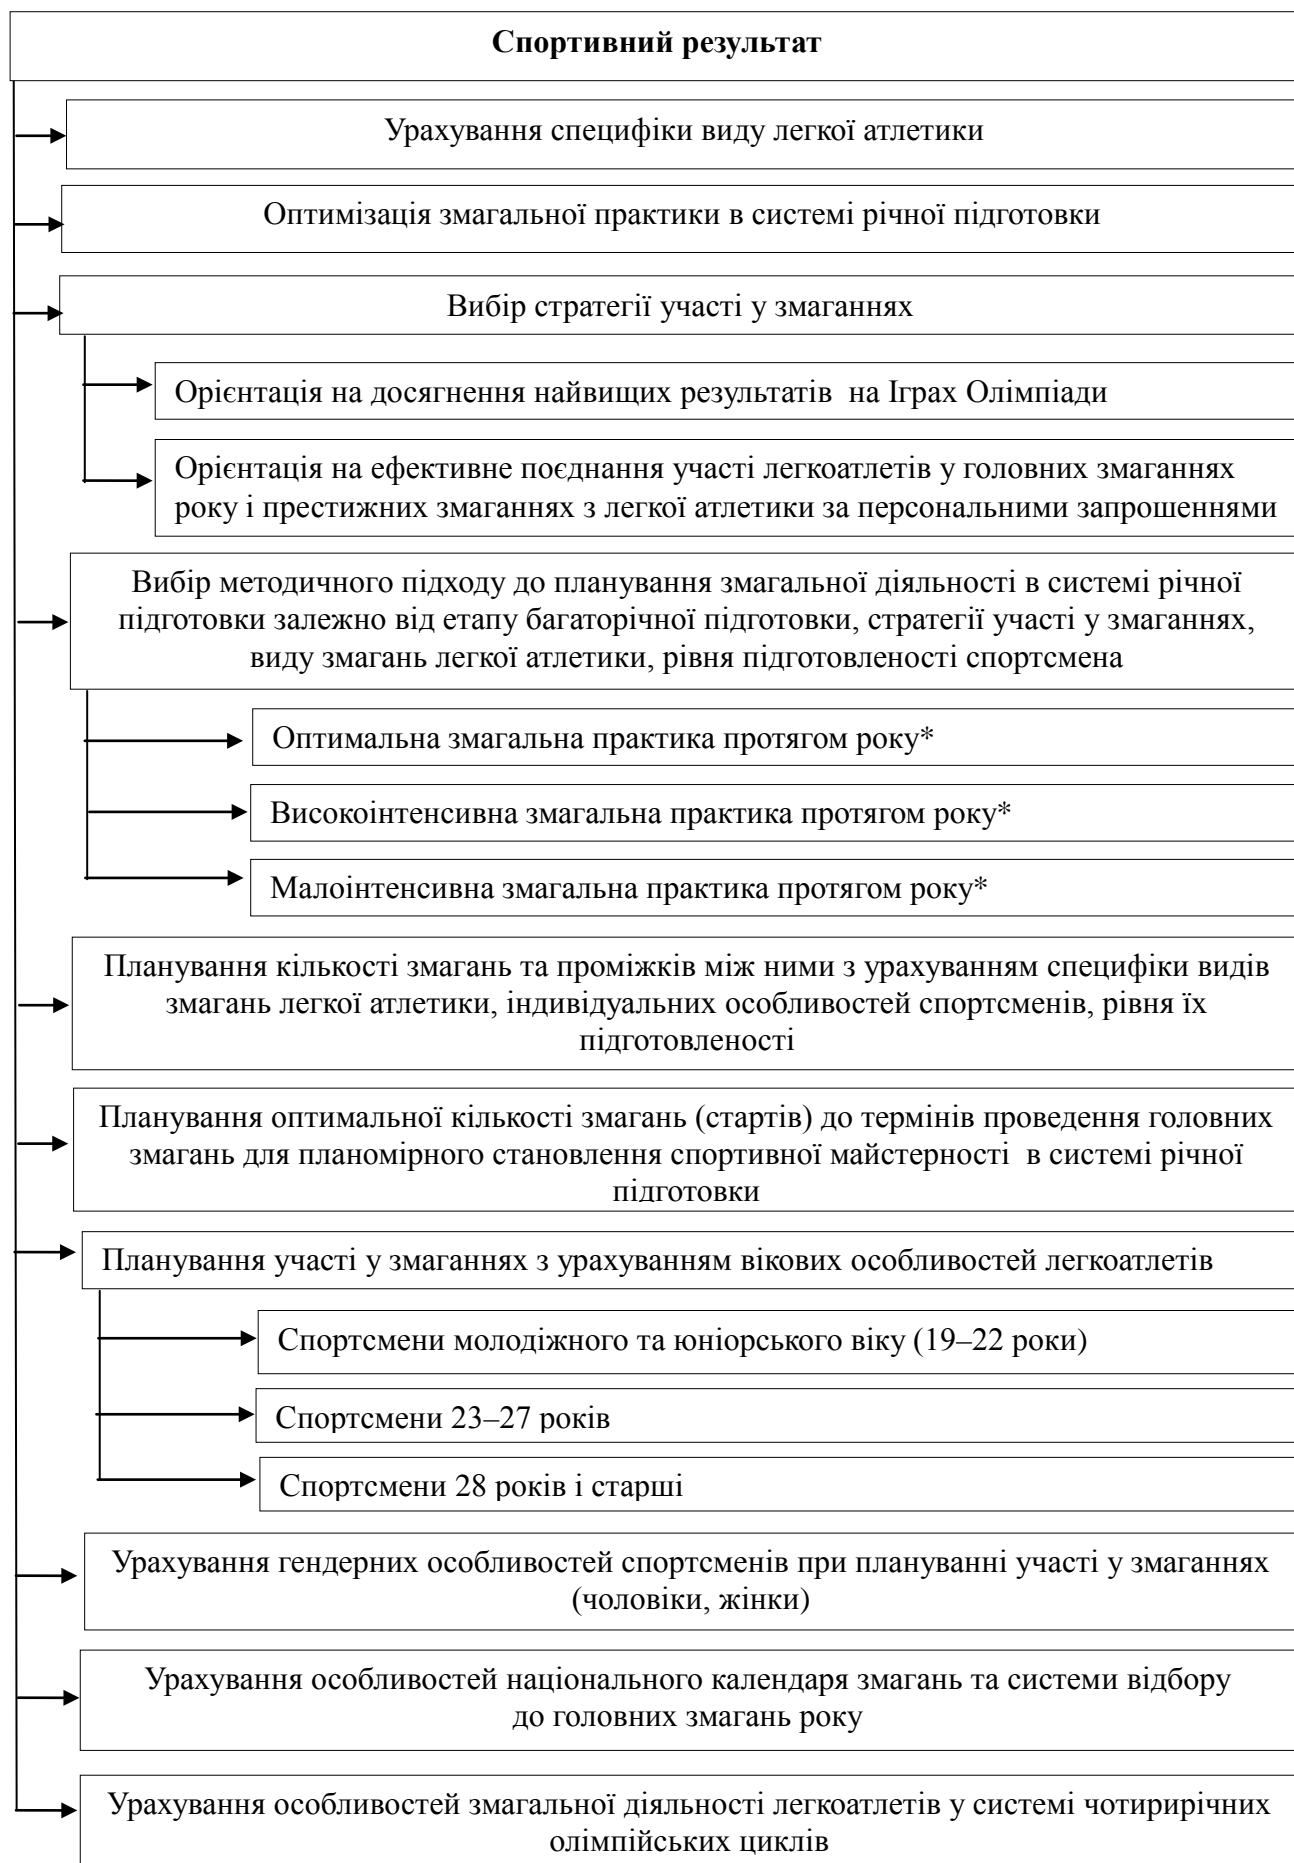 Спортивний результат
Урахування специфіки виду легкої атлетики
Оптимізація змагальної практики в системі річної підготовки
Вибір стратегії участі у змаганнях
Орієнтація на досягнення найвищих результатів на Іграх Олімпіади
Орієнтація на ефективне поєднання участі легкоатлетів у головних змаганнях
року і престижних змаганнях з легкої атлетики за персональними запрошеннями
Вибір методичного підходу до планування змагальної діяльності в системі річної
підготовки залежно від етапу багаторічної підготовки, стратегії участі у змаганнях,
виду змагань легкої атлетики, рівня підготовленості спортсмена
Оптимальна змагальна практика протягом року*
Високоінтенсивна змагальна практика протягом року*
Малоінтенсивна змагальна практика протягом року*
Планування кількості змагань та проміжків між ними з урахуванням специфіки видів
змагань легкої атлетики, індивідуальних особливостей спортсменів, рівня їх
підготовленості
Планування оптимальної кількості змагань (стартів) до термінів проведення головних
змагань для планомірного становлення спортивної майстерності в системі річної
підготовки
Планування участі у змаганнях з урахуванням вікових особливостей легкоатлетів
Спортсмени молодіжного та юніорського віку (19–22 роки)
Спортсмени 23–27 років
Спортсмени 28 років і старші
Урахування гендерних особливостей спортсменів при плануванні участі у змаганнях
(чоловіки, жінки)
Урахування особливостей національного календаря змагань та системи відбору
до головних змагань року
Урахування особливостей змагальної діяльності легкоатлетів у системі чотирирічних
олімпійських циклів